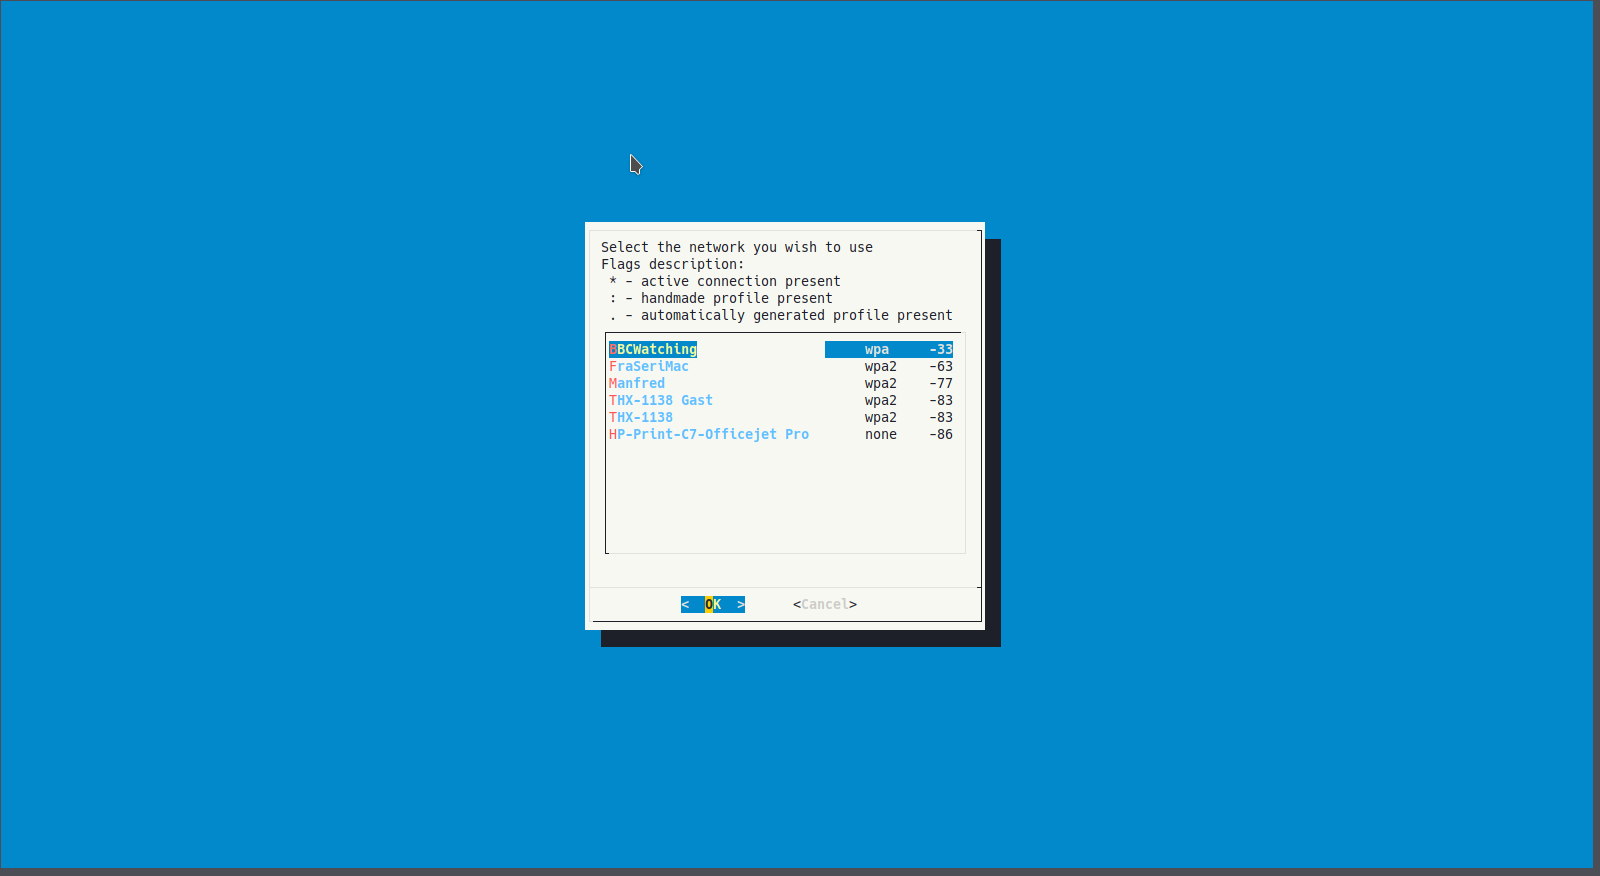 Select the network you wish to use
Flags description:
* - active connection present
: - handmade profile present
. - automatically generated profile present
BBCWatching wpa -33
FraSeriMac wpa2 -63
Manfred wpa2 -77
THX-1138 Gast wpa2 -83
THX-1138 wpa2 -83
HP-Print-C7-Officejet Pro none -86
< OK > <Cancel>